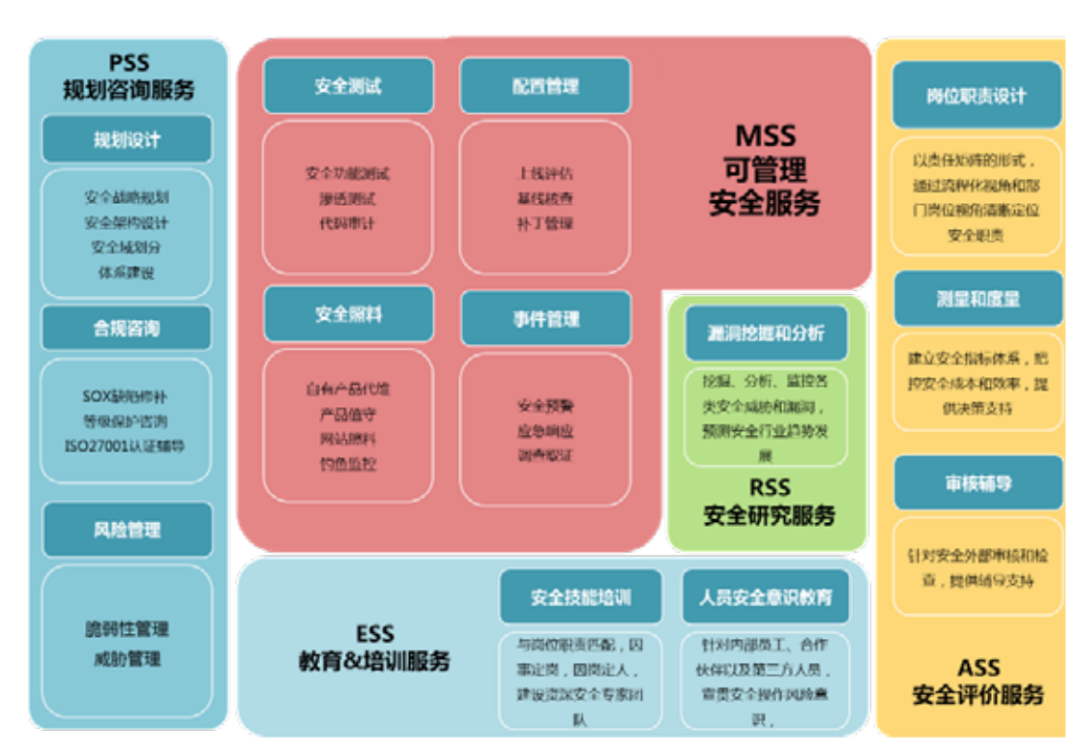 PSS
规划咨询服务
规划设计
安全战略规划
安全架构设计
安全域划分
体系建设
合规咨询
SOX缺陷修补
等级保护咨询
ISO27001认证辅导
风险管理
脆弱性管理
威胁管理
安全测试
安全功能测试
渗透测试
代码审计
配置管理
上线评估
基线核查
补丁管理
MSS
可管理
安全服务
安全照料
自有产品代维
产品值守
网站照料
钓鱼监控
事件管理
安全预警
应急响应
调查取证
漏洞挖掘和分析
挖掘、分析、监控各
类安全威胁和漏洞，
预测安全行业趋势发
展
RSS
安全研究服务
ESS
教育&培训服务
安全技能培训
与岗位职责匹配，因
事定岗，因岗定人，
建设资深安全专家团
队
人员安全意识教育
针对内部员工、合作
伙伴以及第三方人员，
宣贯安全操作风险意
识，
岗位职责设计
以责任矩阵的形式，
通过流程化视角和部
门岗位视角清晰定位
安全职责
测量和度量
建立安全指标体系，把
控安全成本和效率，提
供决策支持
审核辅导
针对安全外部审核和检
查，提供辅导支持
ASS
安全评价服务